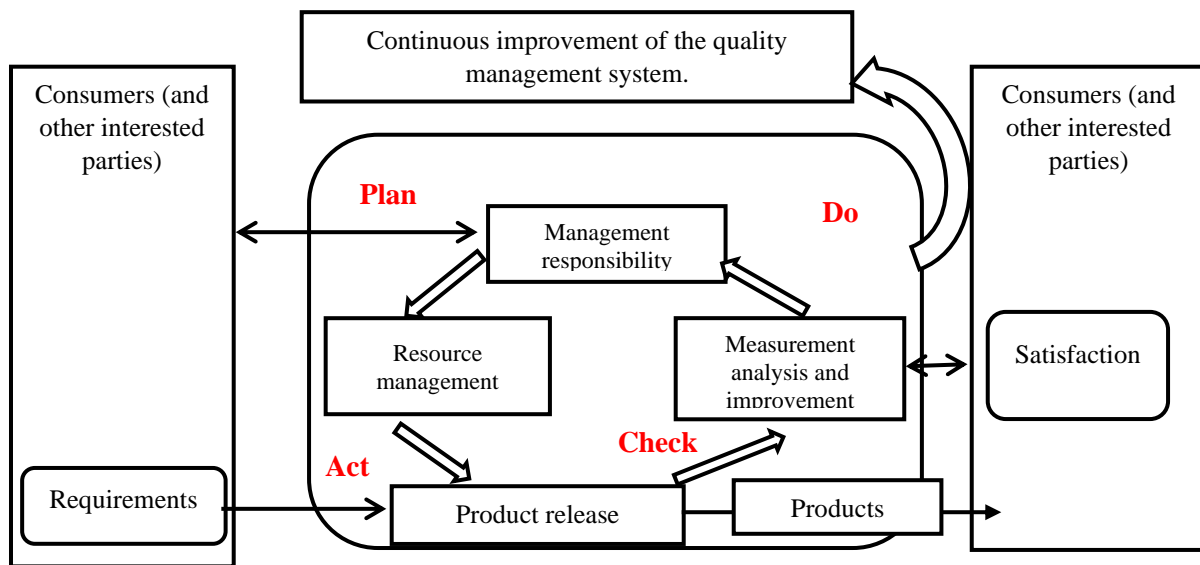 Continuous improvement of the quality
management system.
Consumers (and
other interested
parties)
Consumers (and
other interested
parties)
Plan
Do
Management
responsibility
Resource
management
Measurement
analysis and
improvement
Satisfaction
Check
Act
Requirements
Product release
Products